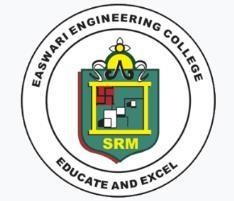 EASWARI ENGINEERING COLLEGE
SRM
EDUCATE AND EXCEL